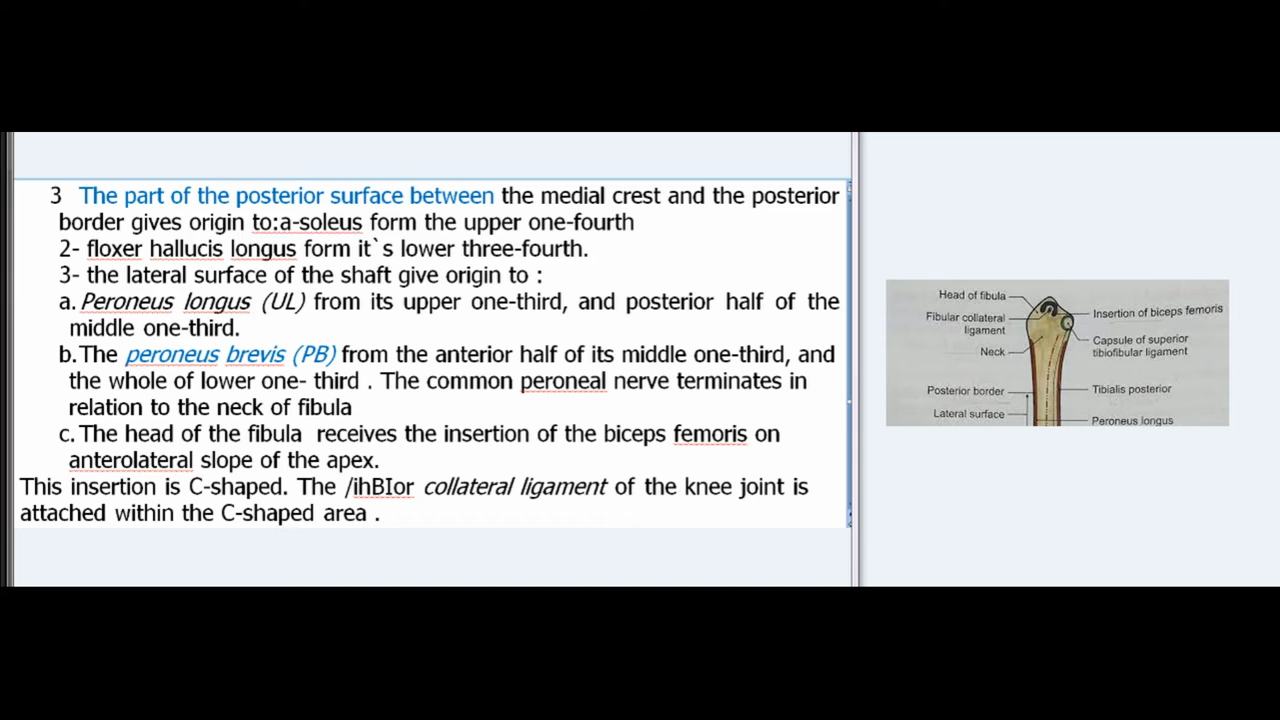 3 The part of the posterior surface between the medial crest and the posterior
border gives origin to:a-soleus form the upper one-fourth
2- floxer hallucis longus form it`s lower three-fourth.
3- the lateral surface of the shaft give origin to :
a. Peroneus longus (UL) from its upper one-third, and posterior half of the
middle one-third.
b. The peroneus brevis (PB) from the anterior half of its middle one-third, and
the whole of lower one- third . The common peroneal nerve terminates in
relation to the neck of fibula
c. The head of the fibula receives the insertion of the biceps femoris on
anterolateral slope of the apex.
This insertion is C-shaped. The /ihBIor collateral ligament of the knee joint is
attached within the C-shaped area .
Head of fibula
Fibular collateral
ligament
Neck
Posterior border
Lateral surface
Insertion of biceps femoris
Capsule of superior
tibiofibular ligament
Tibialis posterior
Peroneus longus